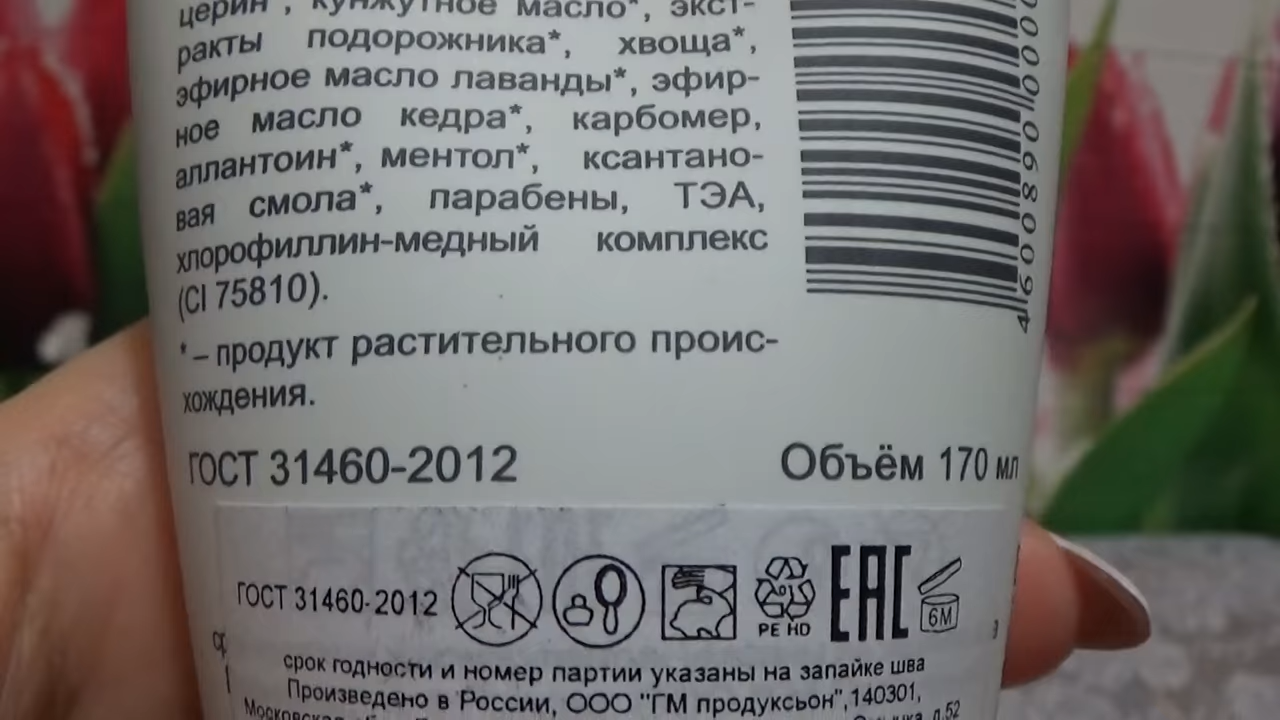 церин*, кунжутное масло*, экст-
ракты подорожника*, хвоща*,
эфирное масло лаванды*, эфир-
ное масло кедра*, карбомер,
аллантоин*, ментол*, ксантано-
вая смола*, парабены, ТЭА,
хлорофиллин-медный комплекс
(CI 75810).
* – продукт растительного проис-
хождения.
ГОСТ 31460-2012
Объём 170 мл
ГОСТ 31460-2012
PE HD
EAC
6M
срок годности и номер партии указаны на запайке шва
Произведено в России, ООО "ГМ продуксьон", 140301,
д.52